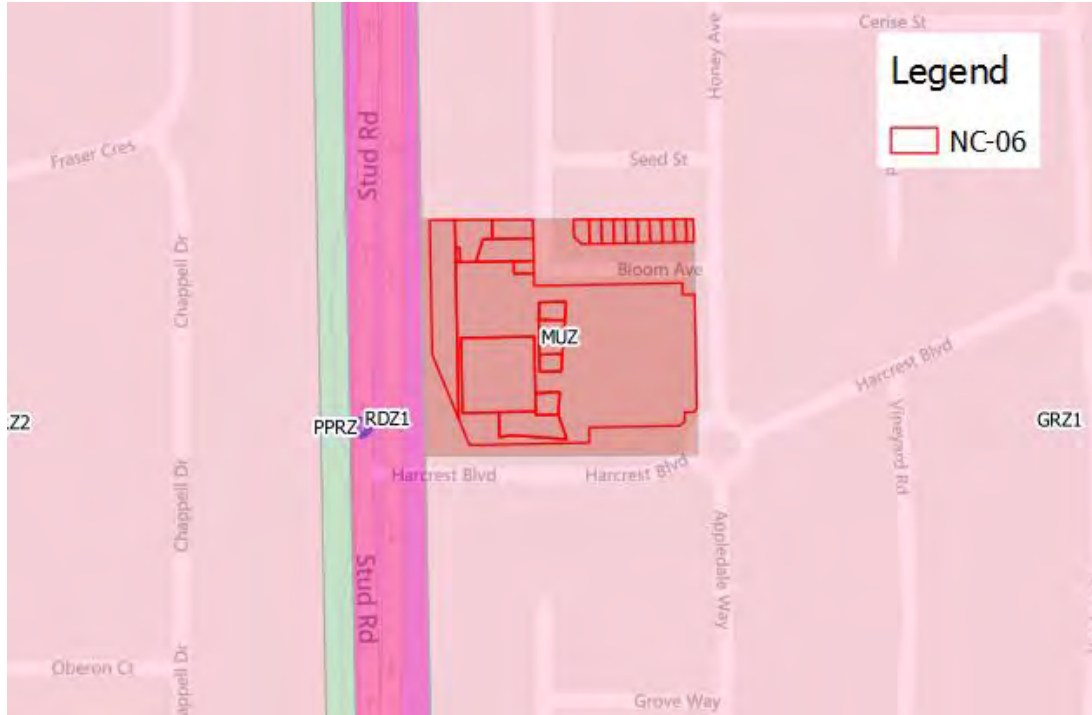 Cerise St
Honey Ave
Legend
NC-06
Stud Rd
Fraser Cres
Seed St
Chappell Dr
Bloom Ave
MUZ
Harcrest Blvd
Vineyard Rd
PPRZ
RDZ1
GRZ1
Harcrest Blvd
Harcrest Blvd
Chappell Dr
Appledale Way
Stud Rd
Oberon Ct
Chappell Dr
Grove Way